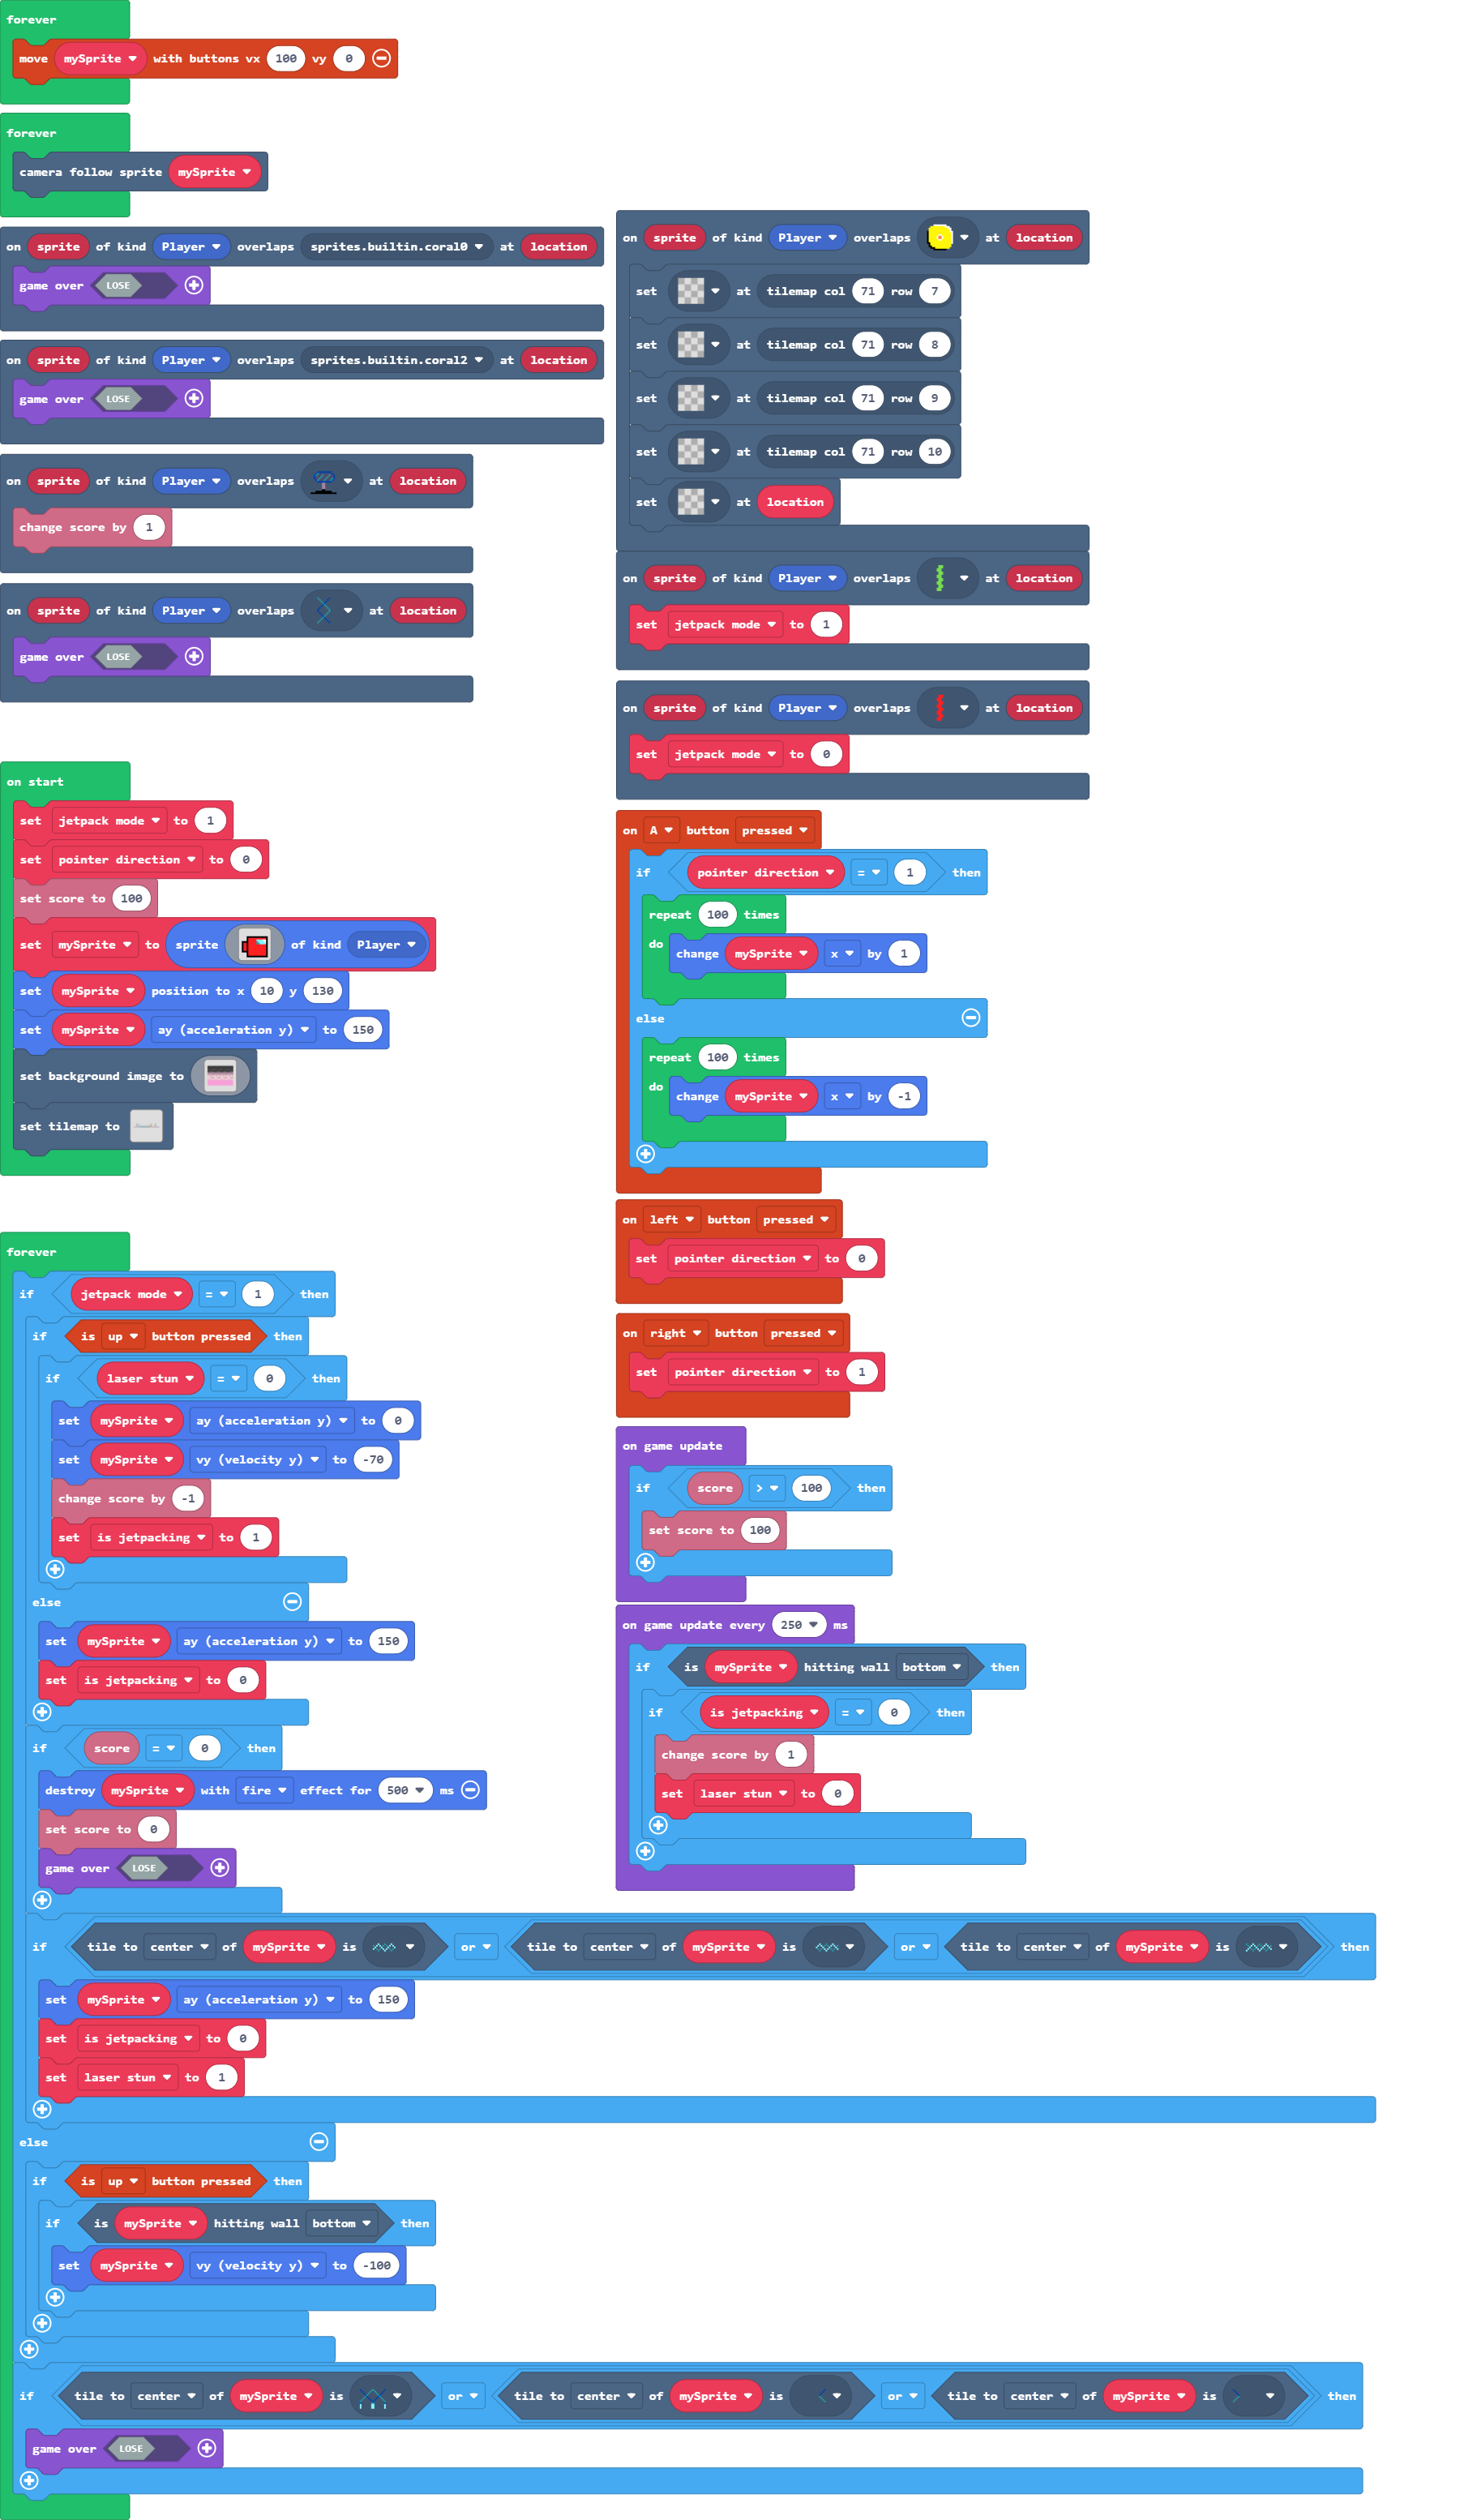 forever
move mySprite with buttons vx 100 vy 0
forever
camera follow sprite mySprite
on sprite of kind Player overlaps sprites.builtin.coral0 at location
game over LOSE
on sprite of kind Player overlaps sprites.builtin.coral2 at location
game over LOSE
on sprite of kind Player overlaps at location
change score by 1
on sprite of kind Player overlaps at location
game over LOSE
on start
set jetpack mode to 1
set pointer direction to 0
set score to 100
set mySprite to sprite of kind Player
set mySprite position to x 10 y 130
set mySprite ay (acceleration y) to 150
set background image to
set tilemap to
forever
if jetpack mode = 1 then
if is up button pressed then
if laser stun = 0 then
set mySprite ay (acceleration y) to 0
set mySprite vy (velocity y) to -70
change score by -1
set is jetpacking to 1
else
set mySprite ay (acceleration y) to 150
set is jetpacking to 0
if score = 0 then
destroy mySprite with fire effect for 500 ms
set score to 0
game over LOSE
if tile to center of mySprite is or tile to center of mySprite is or tile to center of mySprite is then
set mySprite ay (acceleration y) to 150
set is jetpacking to 0
set laser stun to 1
else
if is up button pressed then
if is mySprite hitting wall bottom then
set mySprite vy (velocity y) to -100
if tile to center of mySprite is or tile to center of mySprite is or tile to center of mySprite is then
game over LOSE
on sprite of kind Player overlaps at location
set at tilemap col 71 row 7
set at tilemap col 71 row 8
set at tilemap col 71 row 9
set at tilemap col 71 row 10
set at location
on sprite of kind Player overlaps at location
set jetpack mode to 1
on sprite of kind Player overlaps at location
set jetpack mode to 0
on A button pressed
if pointer direction = 1 then
repeat 100 times
do change mySprite x by 1
else
repeat 100 times
do change mySprite x by -1
on left button pressed
set pointer direction to 0
on right button pressed
set pointer direction to 1
on game update
if score > 100 then
set score to 100
on game update every 250 ms
if is mySprite hitting wall bottom then
if is jetpacking = 0 then
change score by 1
set laser stun to 0